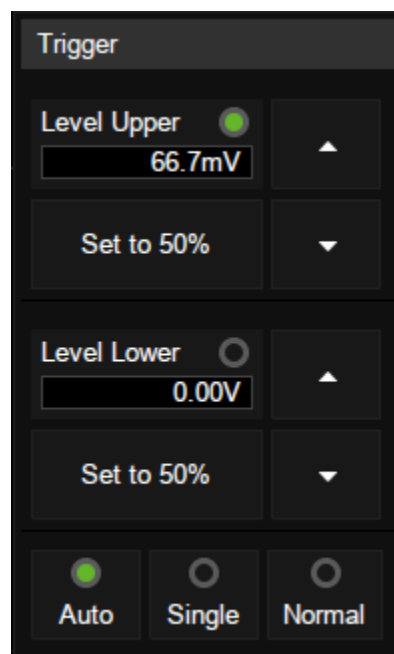 Trigger
Level Upper
66.7mV
Set to 50%
Level Lower
0.00V
Set to 50%
Auto Single Normal